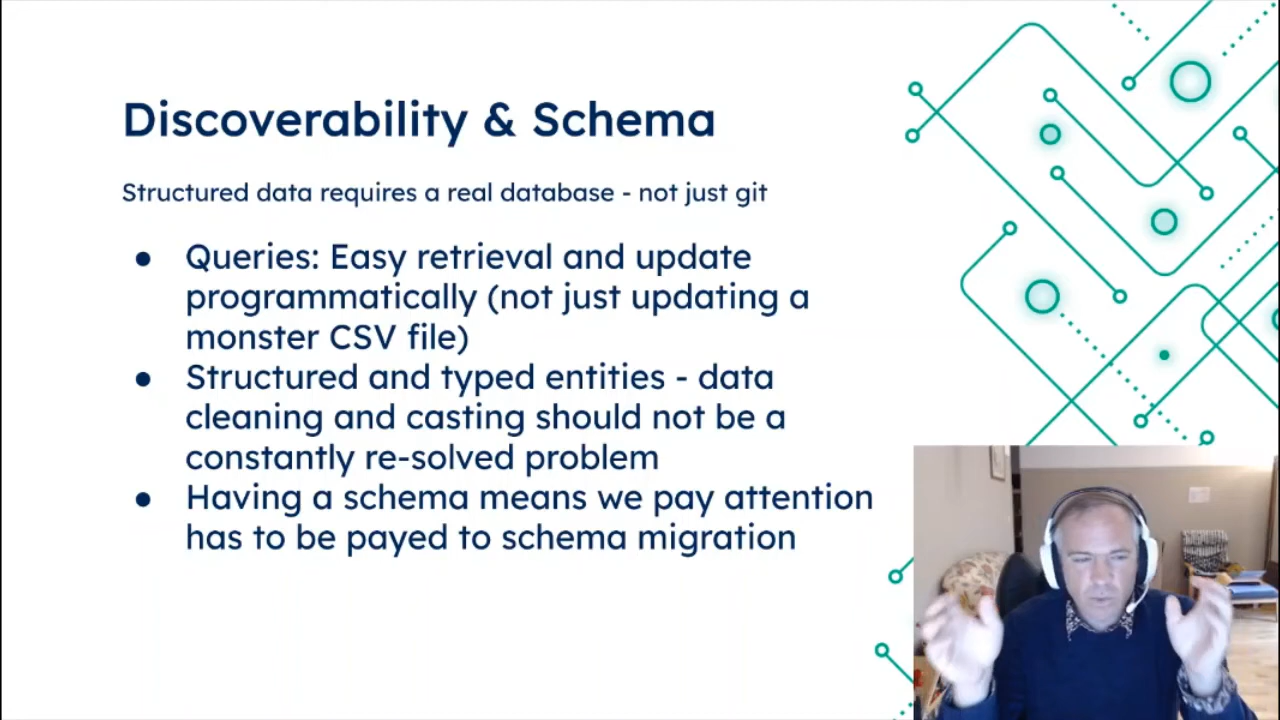 Discoverability & Schema
Structured data requires a real database - not just git
● Queries: Easy retrieval and update
programmatically (not just updating a
monster CSV file)
● Structured and typed entities - data
cleaning and casting should not be a
constantly re-solved problem
● Having a schema means we pay attention
has to be payed to schema migration